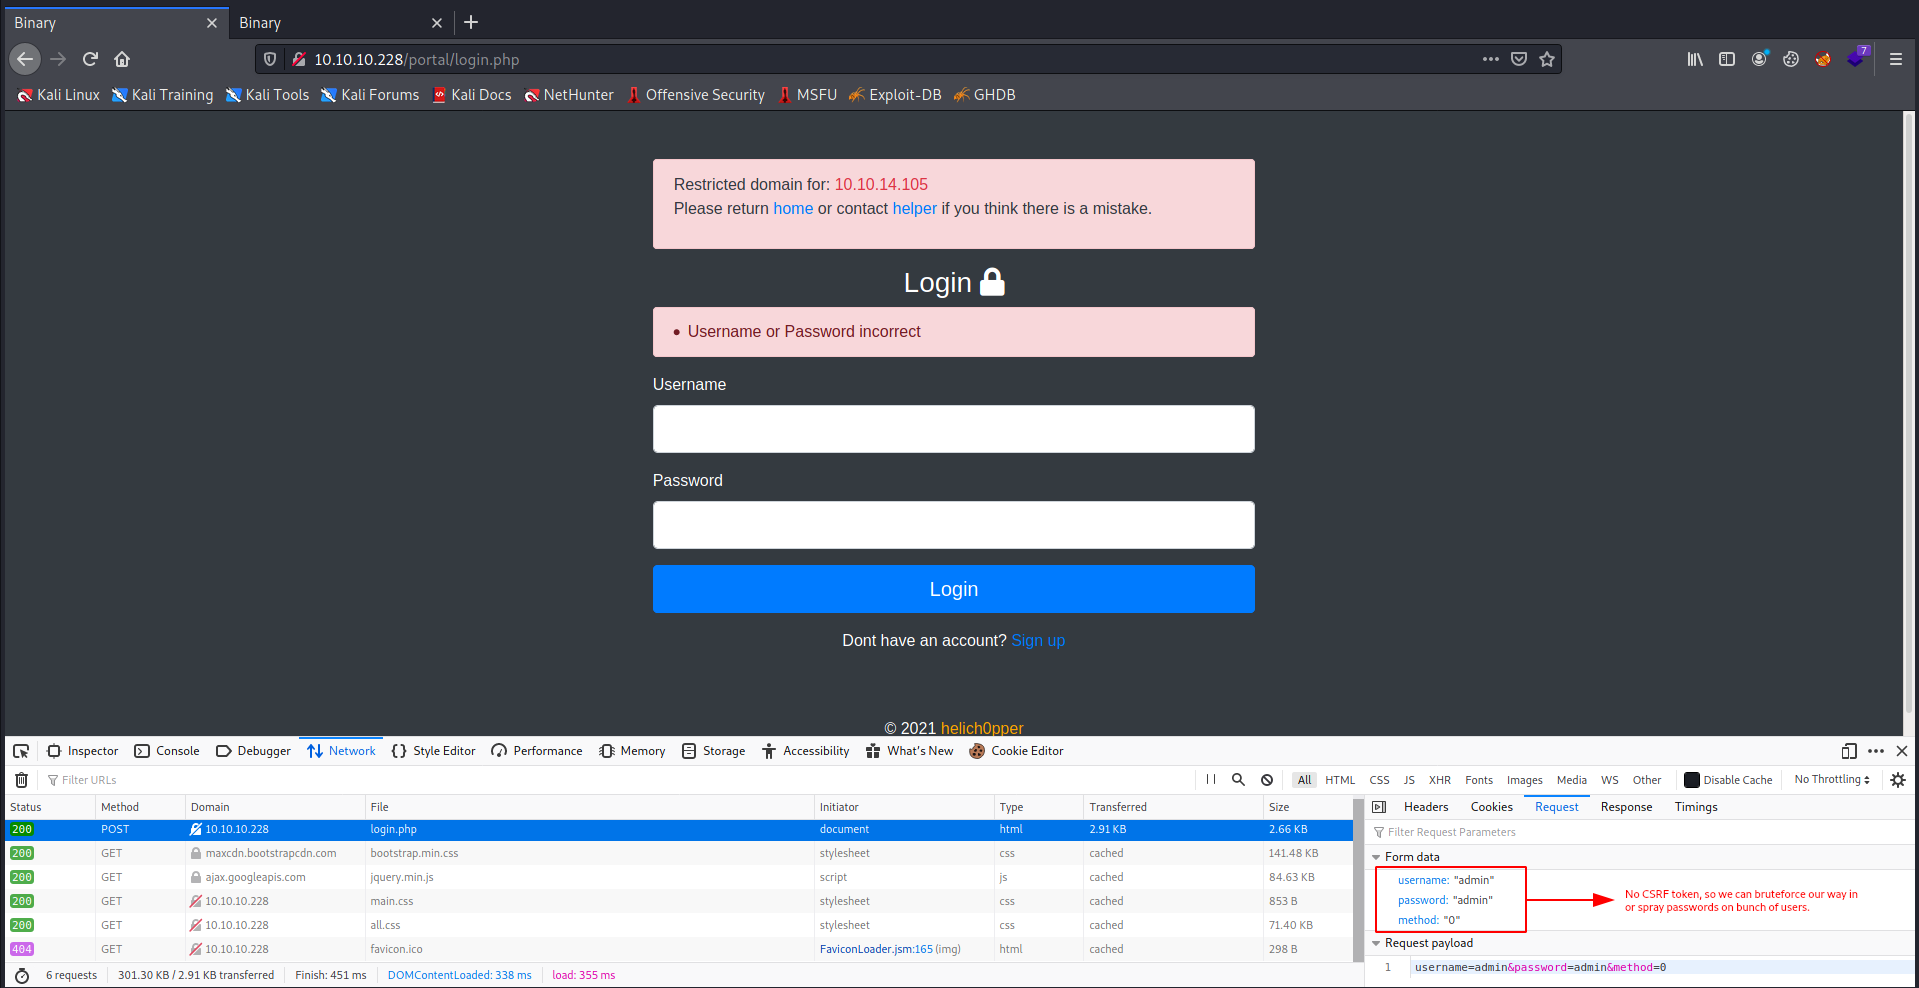 Binary
Binary
10.10.10.228/portal/login.php
7
Kali Linux Kali Training Kali Tools Kali Forums Kali Docs NetHunter Offensive Security MSFU Exploit-DB GHDB
Restricted domain for: 10.10.14.105
Please return home or contact helper if you think there is a mistake.
Login
• Username or Password incorrect
Username
Password
Login
Dont have an account? Sign up
© 2021 helich0pper
Inspector Console Debugger Network Style Editor Performance Memory Storage Accessibility What's New Cookie Editor
Filter URLs
All HTML CSS JS XHR Fonts Images Media WS Other Disable Cache No Throttling
Status Method Domain File Initiator Type Transferred Size
200 POST 10.10.10.228 login.php document html 2.91 KB 2.66 KB
200 GET maxcdn.bootstrapcdn.com bootstrap.min.css stylesheet css cached 141.48 KB
200 GET ajax.googleapis.com jquery.min.js script js cached 84.63 KB
200 GET 10.10.10.228 main.css stylesheet css cached 853 B
200 GET 10.10.10.228 all.css stylesheet css cached 71.40 KB
404 GET 10.10.10.228 favicon.ico FaviconLoader.jsm:165 (img) html cached 298 B
6 requests 301.30 KB / 2.91 KB transferred Finish: 451 ms DOMContentLoaded: 338 ms load: 355 ms
Headers Cookies Request Response Timings
Filter Request Parameters
Form data
username: "admin"
password: "admin"
method: "0"
No CSRF token, so we can bruteforce our way in
or spray passwords on bunch of users.
Request payload
1 username=admin&password=admin&method=0